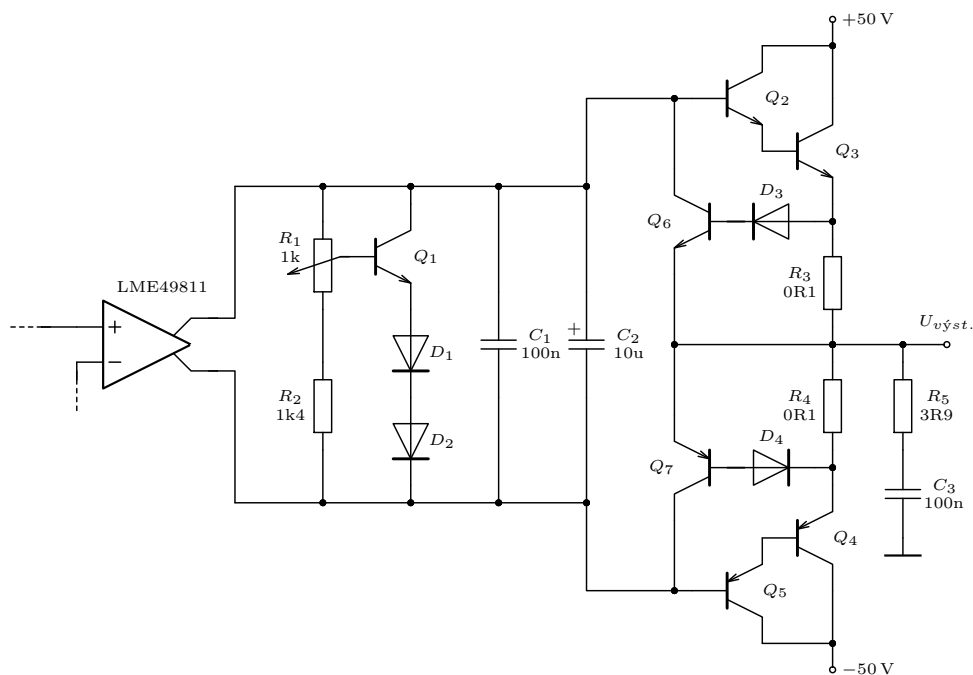 +50 V
Q2
Q3
D3
Q6
R1
1k
Q1
R3
0R1
LME49811
+
−
Uvýst.
D1
C1
100n
+
C2
10u
R2
1k4
D2
R4
0R1
R5
3R9
D4
Q7
C3
100n
Q4
Q5
−50 V